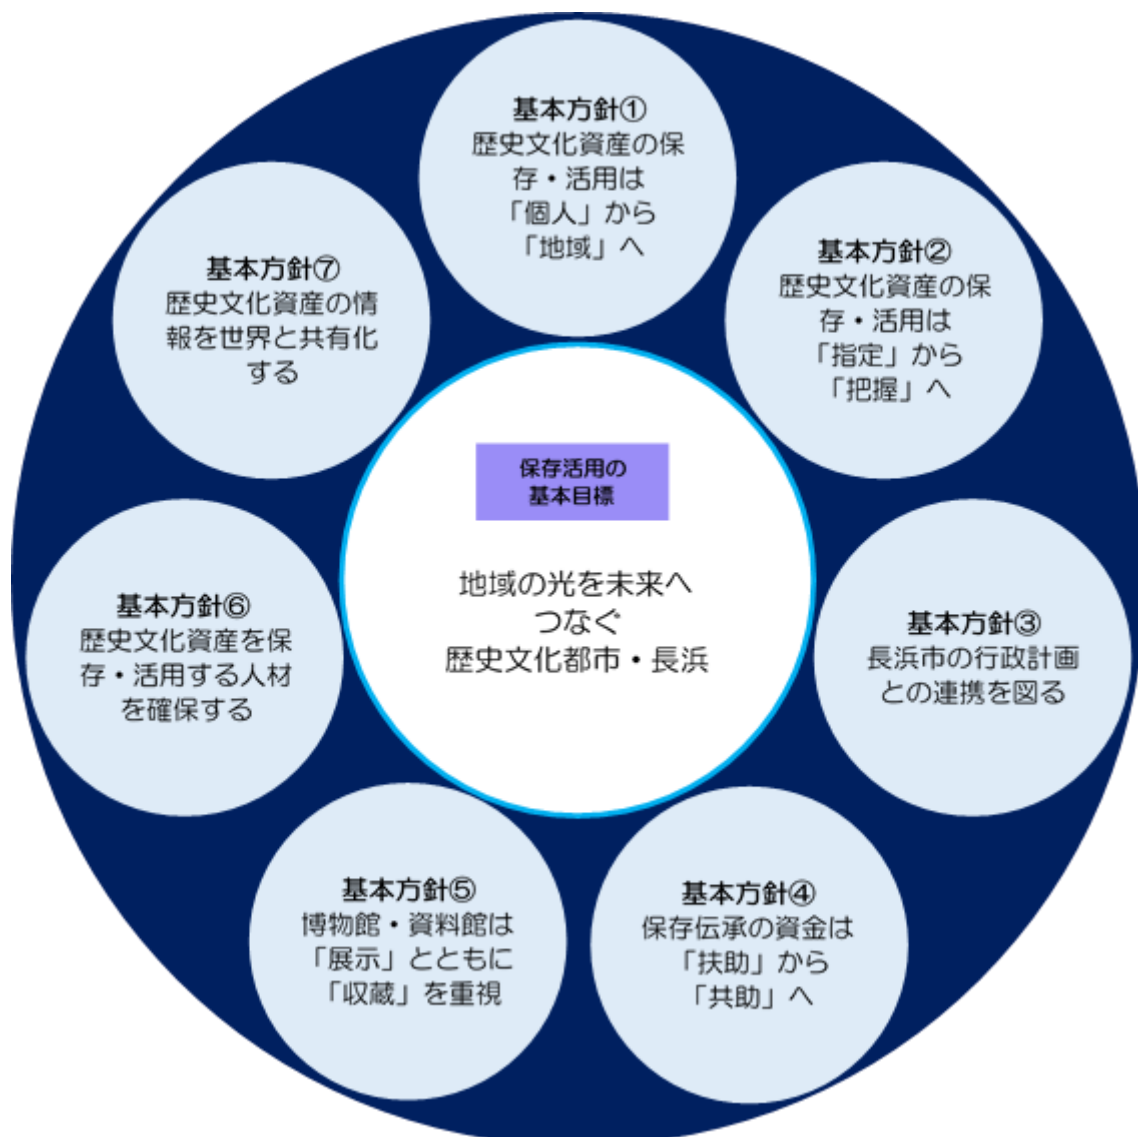 基本方針①
歴史文化資産の保
存・活用は
「個人」から
「地域」へ
基本方針②
歴史文化資産の保
存・活用は
「指定」から
「把握」へ
基本方針③
長浜市の行政計画
との連携を図る
基本方針④
保存伝承の資金は
「扶助」から
「共助」へ
基本方針⑤
博物館・資料館は
「展示」とともに
「収蔵」を重視
基本方針⑥
歴史文化資産を保
存・活用する人材
を確保する
基本方針⑦
歴史文化資産の情
報を世界と共有化
する
保存活用の
基本目標
地域の光を未来へ
つなぐ
歴史文化都市・長浜